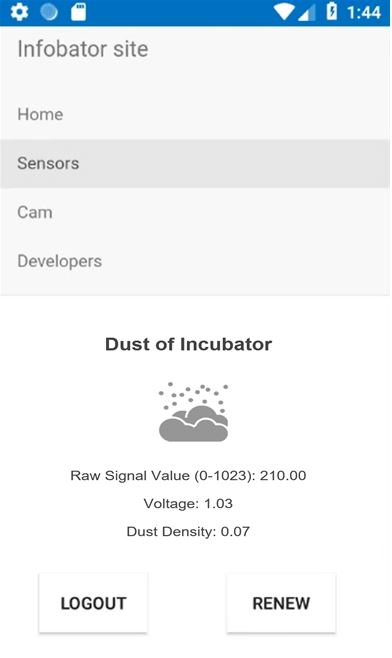 1:44
Infobator site
Home
Sensors
Cam
Developers
Dust of Incubator
Raw Signal Value (0-1023): 210.00
Voltage: 1.03
Dust Density: 0.07
LOGOUT RENEW